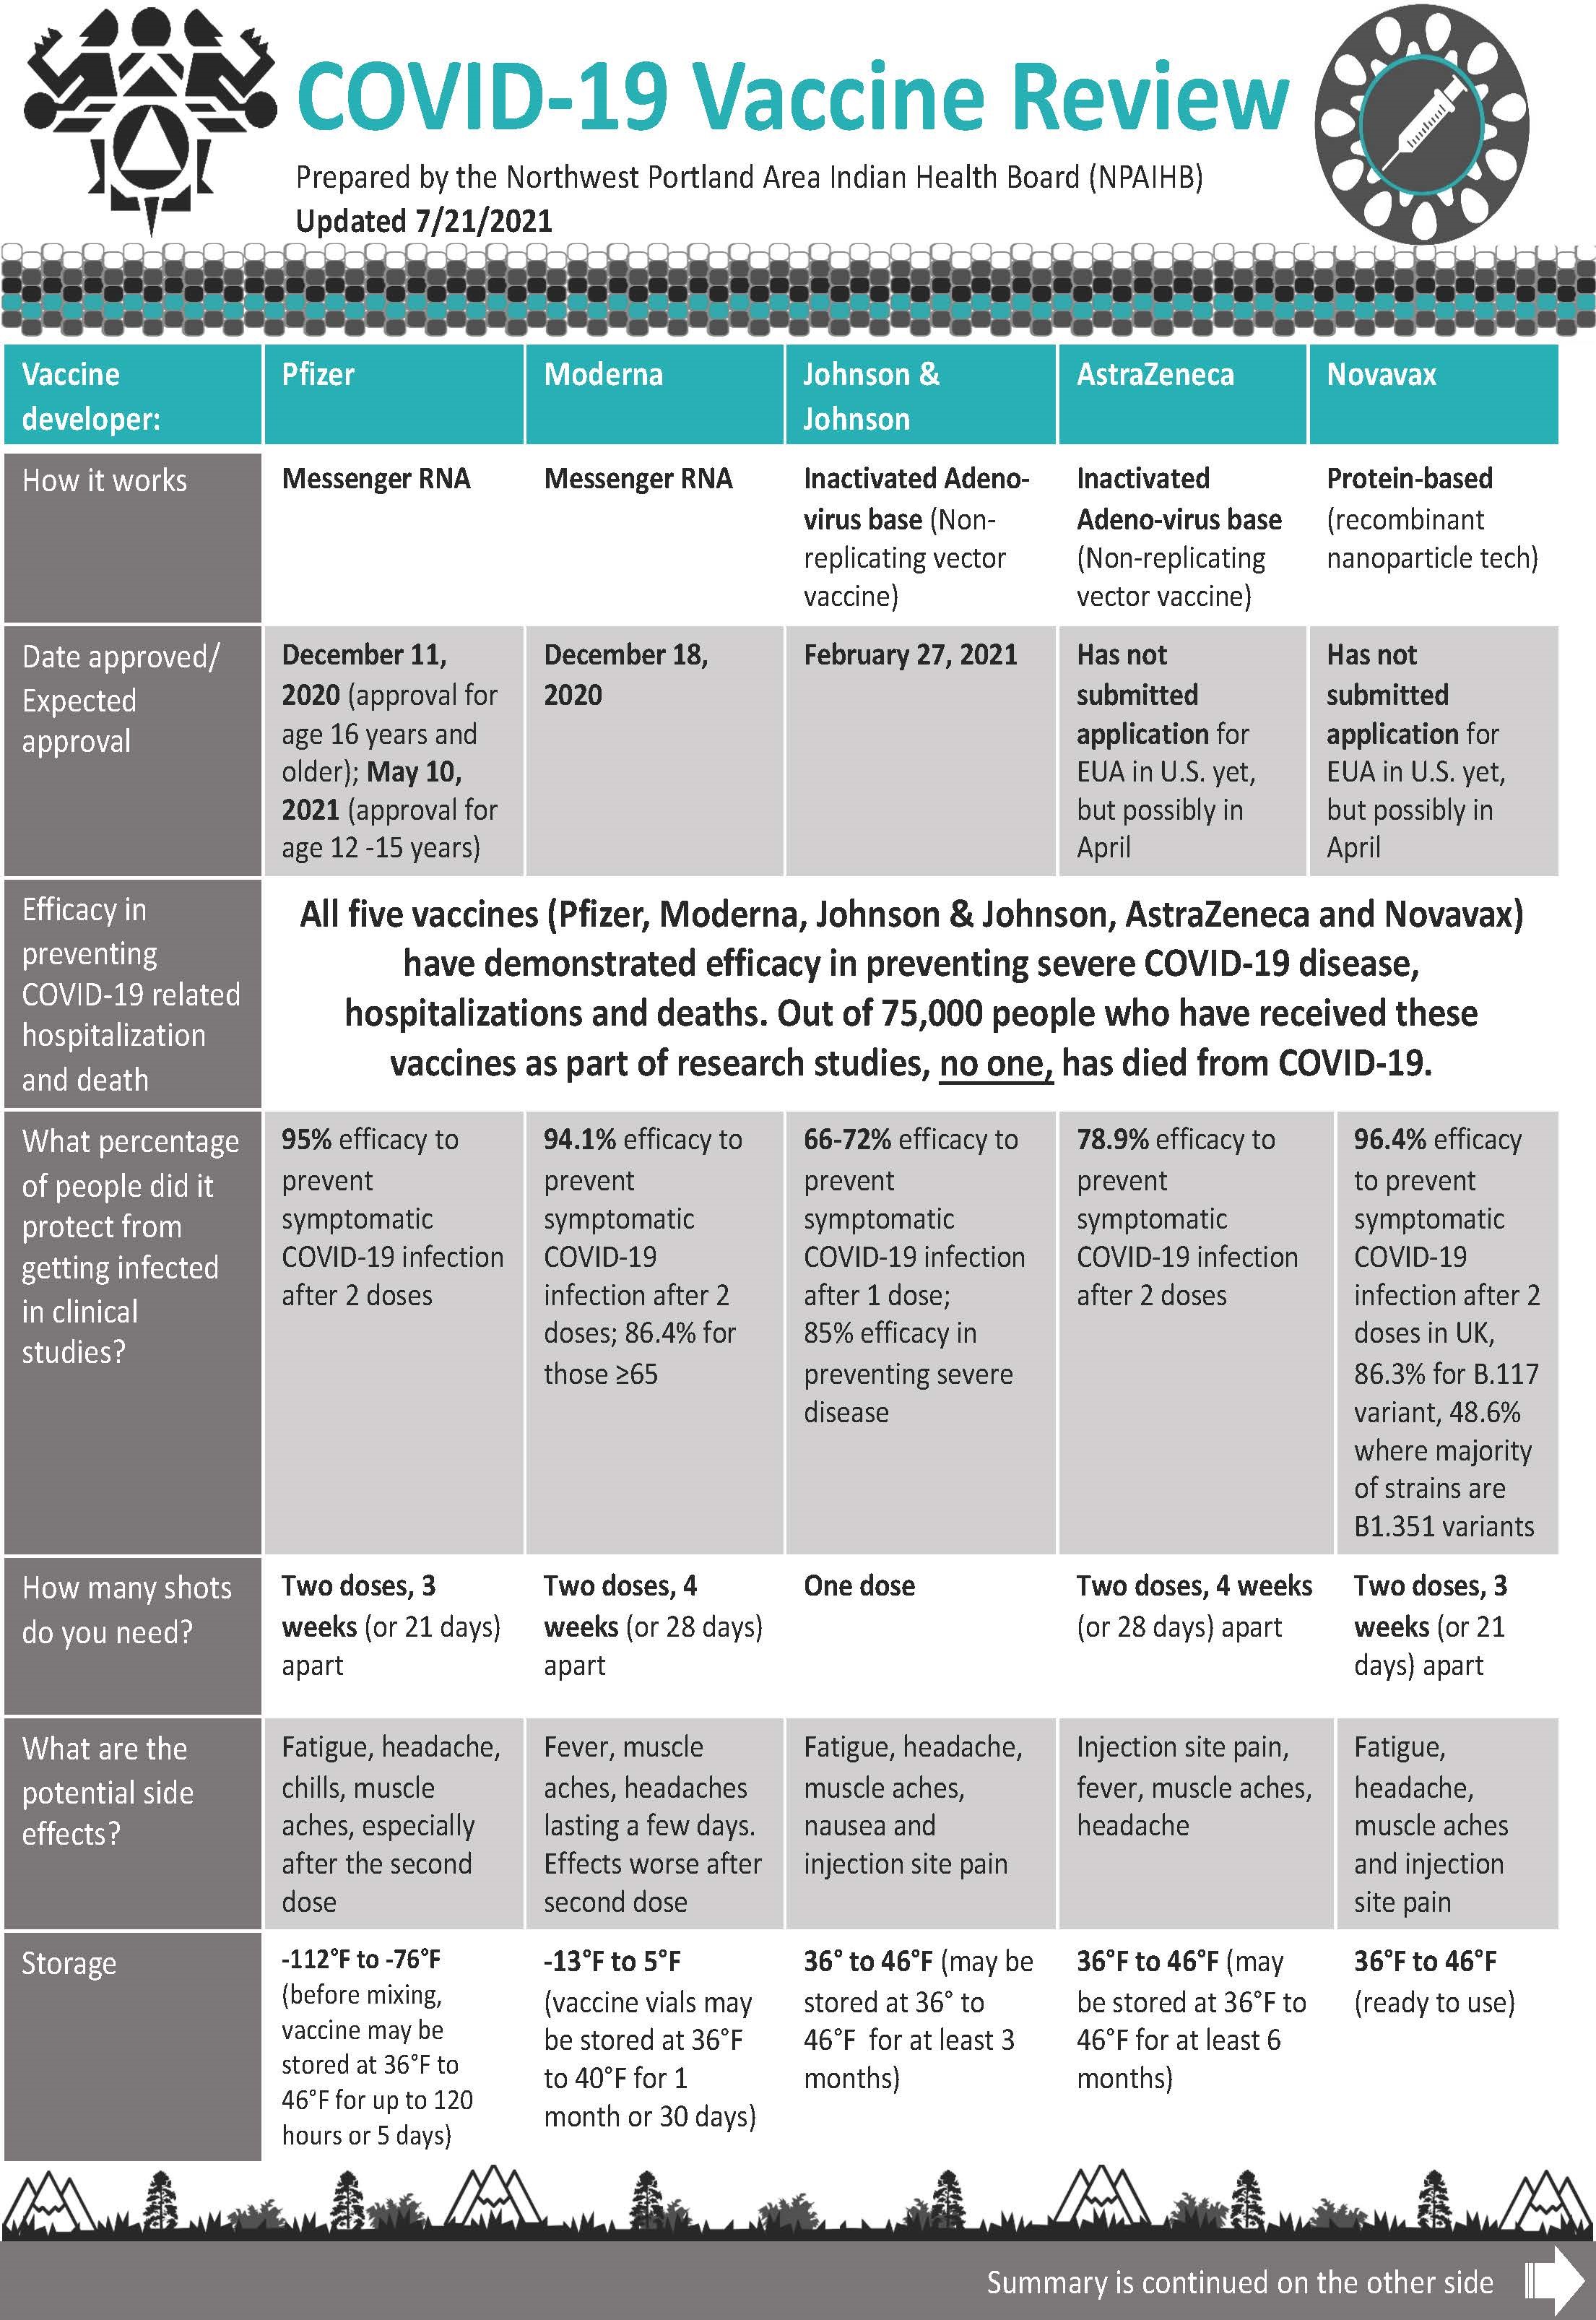 COVID-19 Vaccine Review
Prepared by the Northwest Portland Area Indian Health Board (NPAIHB)
Updated 7/21/2021
Vaccine
developer:
Pfizer
Moderna
Johnson &
Johnson
AstraZeneca
Novavax
How it works
Messenger RNA
Messenger RNA
Inactivated Adeno-
virus base (Non-
replicating vector
vaccine)
Inactivated
Adeno-virus base
(Non-replicating
vector vaccine)
Protein-based
(recombinant
nanoparticle tech)
Date approved/
Expected
approval
December 11,
2020 (approval for
age 16 years and
older); May 10,
2021 (approval for
age 12 -15 years)
December 18,
2020
February 27, 2021
Has not
submitted
application for
EUA in U.S. yet,
but possibly in
April
Has not
submitted
application for
EUA in U.S. yet,
but possibly in
April
Efficacy in
preventing
COVID-19 related
hospitalization
and death
All five vaccines (Pfizer, Moderna, Johnson & Johnson, AstraZeneca and Novavax)
have demonstrated efficacy in preventing severe COVID-19 disease,
hospitalizations and deaths. Out of 75,000 people who have received these
vaccines as part of research studies, no one, has died from COVID-19.
What percentage
of people did it
protect from
getting infected
in clinical
studies?
95% efficacy to
prevent
symptomatic
COVID-19 infection
after 2 doses
94.1% efficacy to
prevent
symptomatic
COVID-19
infection after 2
doses; 86.4% for
those ≥65
66-72% efficacy to
prevent
symptomatic
COVID-19 infection
after 1 dose;
85% efficacy in
preventing severe
disease
78.9% efficacy to
prevent
symptomatic
COVID-19 infection
after 2 doses
96.4% efficacy
to prevent
symptomatic
COVID-19
infection after 2
doses in UK,
86.3% for B.117
variant, 48.6%
where majority
of strains are
B1.351 variants
How many shots
do you need?
Two doses, 3
weeks (or 21 days)
apart
Two doses, 4
weeks (or 28 days)
apart
One dose
Two doses, 4 weeks
(or 28 days) apart
Two doses, 3
weeks (or 21
days) apart
What are the
potential side
effects?
Fatigue, headache,
chills, muscle
aches, especially
after the second
dose
Fever, muscle
aches, headaches
lasting a few days.
Effects worse after
second dose
Fatigue, headache,
muscle aches,
nausea and
injection site pain
Injection site pain,
fever, muscle aches,
headache
Fatigue,
headache,
muscle aches
and injection
site pain
Storage
-112°F to -76°F
(before mixing,
vaccine may be
stored at 36°F to
46°F for up to 120
hours or 5 days)
-13°F to 5°F
(vaccine vials may
be stored at 36°F
to 40°F for 1
month or 30 days)
36° to 46°F (may be
stored at 36° to
46°F for at least 3
months)
36°F to 46°F (may
be stored at 36°F to
46°F for at least 6
months)
36°F to 46°F
(ready to use)
Summary is continued on the other side